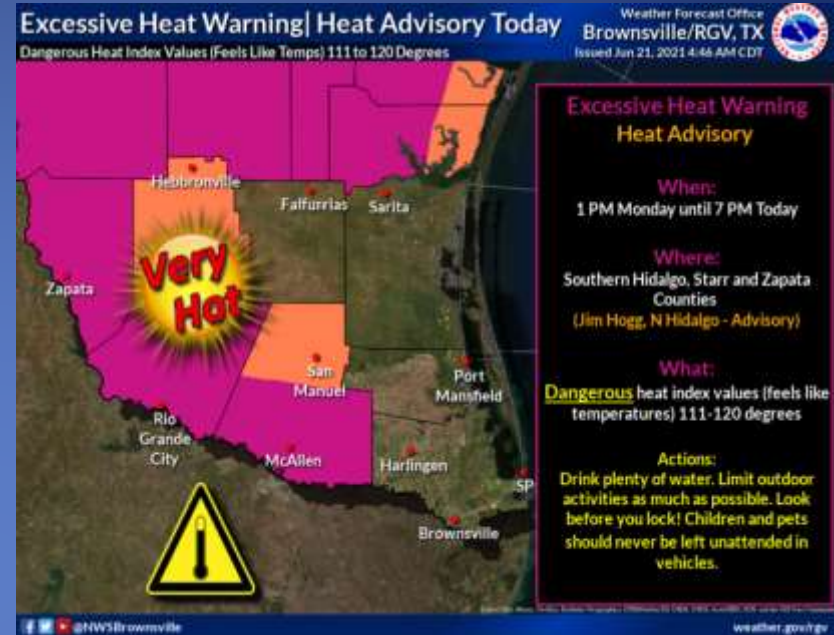 Excessive Heat Warning| Heat Advisory Today
Dangerous Heat Index Values (Feels Like Temps) 111 to 120 Degrees
Weather Forecast Office
Brownsville/RGV, TX
Issued Jun 21, 2021 4:46 AM CDT
Hebbronville
Falfurrias
Sarita
Zapata
Very
Hot
San
Manuel
Port
Mansfield
Rio
Grande
City
McAllen
Harlingen
SP
Brownsville
Excessive Heat Warning
Heat Advisory
When:
1 PM Monday until 7 PM Today
Where:
Southern Hidalgo, Starr and Zapata
Counties
(Jim Hogg, N Hidalgo - Advisory)
What:
Dangerous heat index values (feels like
temperatures) 111-120 degrees
Actions:
Drink plenty of water. Limit outdoor
activities as much as possible. Look
before you lock! Children and pets
should never be left unattended in
vehicles.
@NWSBrownsville
weather.gov/rgv